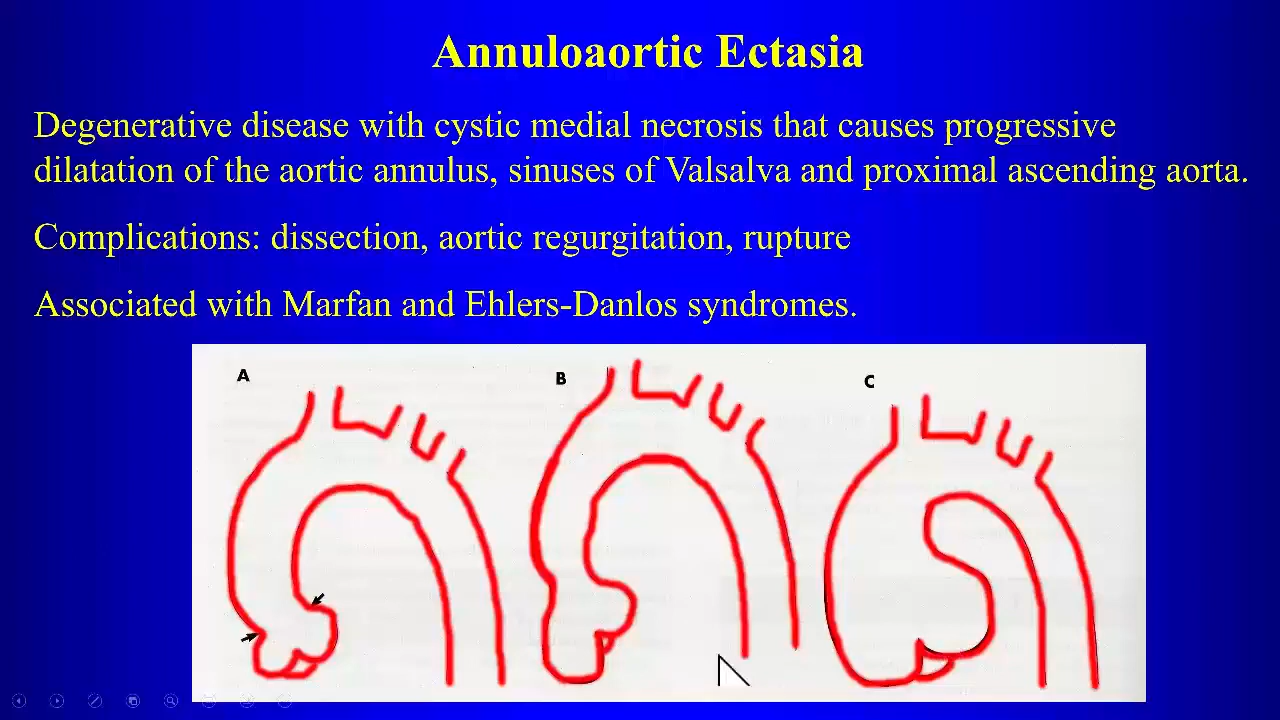 Annuloaortic Ectasia
Degenerative disease with cystic medial necrosis that causes progressive
dilatation of the aortic annulus, sinuses of Valsalva and proximal ascending aorta.
Complications: dissection, aortic regurgitation, rupture
Associated with Marfan and Ehlers-Danlos syndromes.
A B C